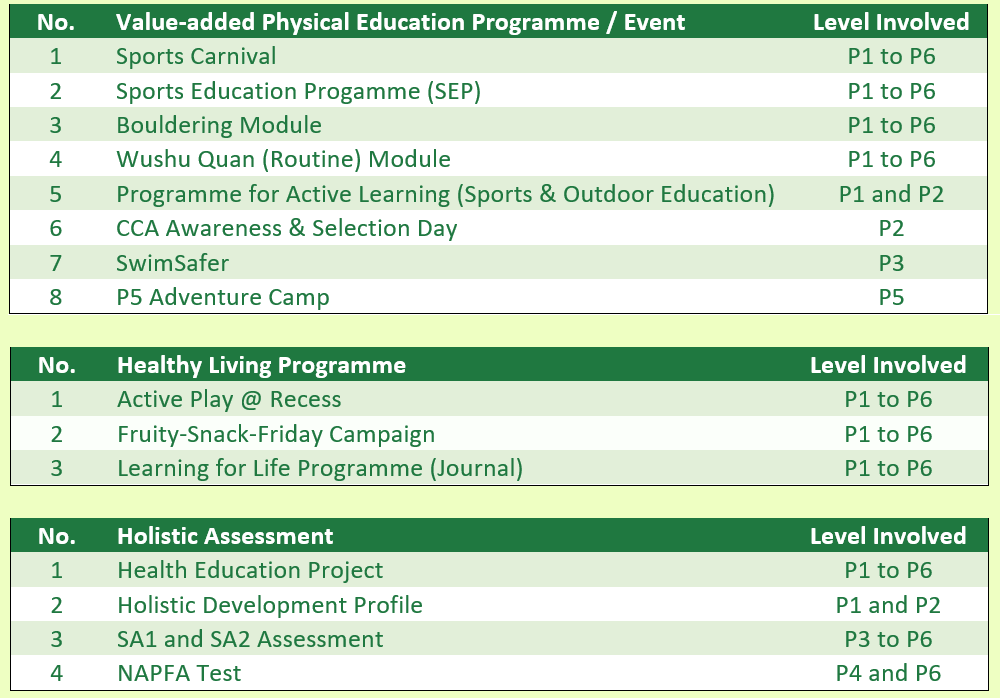 No. Value-added Physical Education Programme / Event Level Involved
1 Sports Carnival P1 to P6
2 Sports Education Progamme (SEP) P1 to P6
3 Bouldering Module P1 to P6
4 Wushu Quan (Routine) Module P1 to P6
5 Programme for Active Learning (Sports & Outdoor Education) P1 and P2
6 CCA Awareness & Selection Day P2
7 SwimSafer P3
8 P5 Adventure Camp P5
No. Healthy Living Programme Level Involved
1 Active Play @ Recess P1 to P6
2 Fruity-Snack-Friday Campaign P1 to P6
3 Learning for Life Programme (Journal) P1 to P6
No. Holistic Assessment Level Involved
1 Health Education Project P1 to P6
2 Holistic Development Profile P1 and P2
3 SA1 and SA2 Assessment P3 to P6
4 NAPFA Test P4 and P6